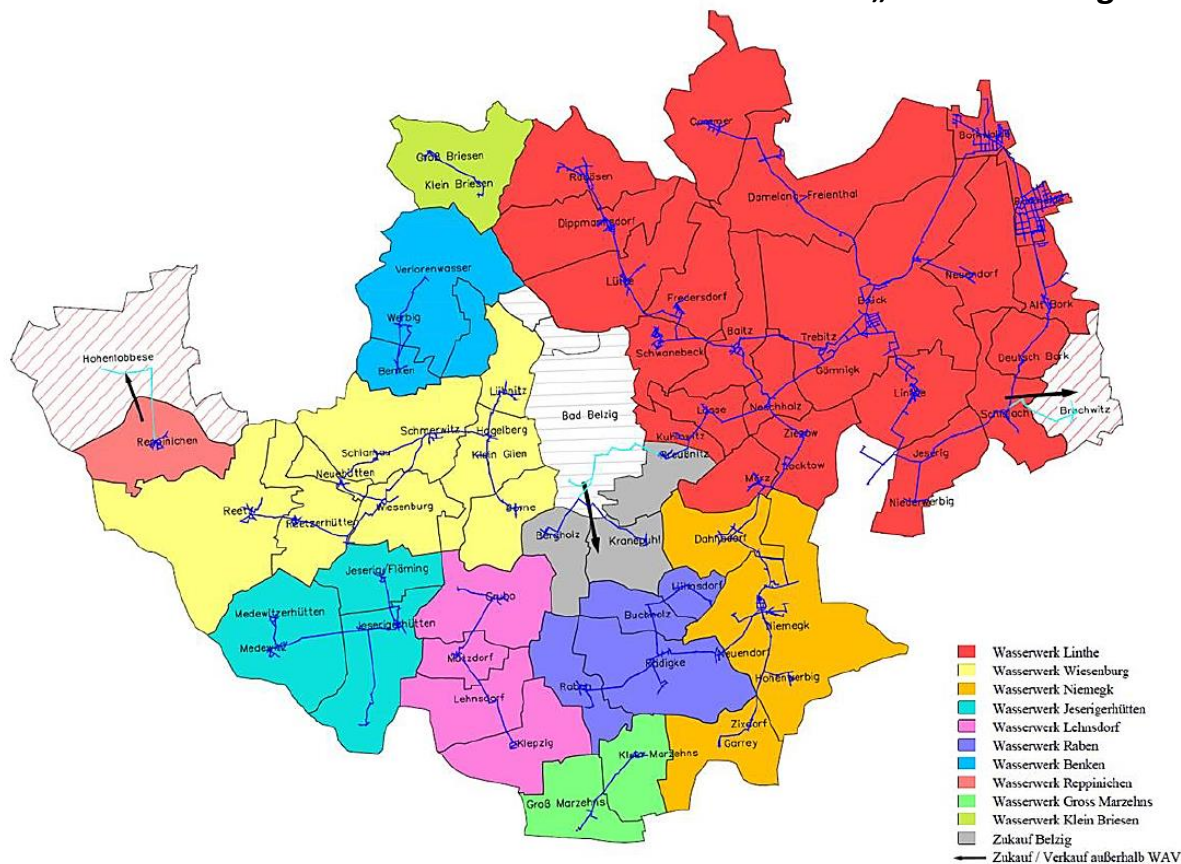 Groß Briesen
Klein Briesen
Verlorenwasser
Werbig
Benken
Hohenlobbese
Reppinichen
Rädigke
Dippmannsdorf
Lütte
Fredersdorf
Schwanebeck
Baitz
Trebitz
Gömnigk
Damelang-Freienthal
Neuendorf
Brück
Alt Bork
Deutsch Bork
Linthe
Schlalach
Brachwitz
Jeserig
Niederwerbig
Neschholz
Lüsse
Kuhlowitz
Preußnitz
Ziezow
Locktow
Mörz
Bad Belzig
Lübnitz
Hagelberg
Klein Glien
Schmerwitz
Schlamau
Neuehütten
Wiesenburg
Reetz
Reetzerhütten
Borne
Bergholz
Kranepuhl
Dahnsdorf
Niemegk
Hohenwerbig
Zixdorf
Garrey
Neuendorf
Lühnsdorf
Buchholz
Raben
Jeserig/Fläming
Jeserigerhütten
Medewitzerhütten
Medewitz
Grubo
Mützdorf
Lehnsdorf
Klepzig
Klein Marzehns
Groß Marzehns
Wasserwerk Linthe
Wasserwerk Wiesenburg
Wasserwerk Niemegk
Wasserwerk Jeserigerhütten
Wasserwerk Lehnsdorf
Wasserwerk Raben
Wasserwerk Benken
Wasserwerk Reppinichen
Wasserwerk Gross Marzehns
Wasserwerk Klein Briesen
Zukauf Belzig
Zukauf / Verkauf außerhalb WAV